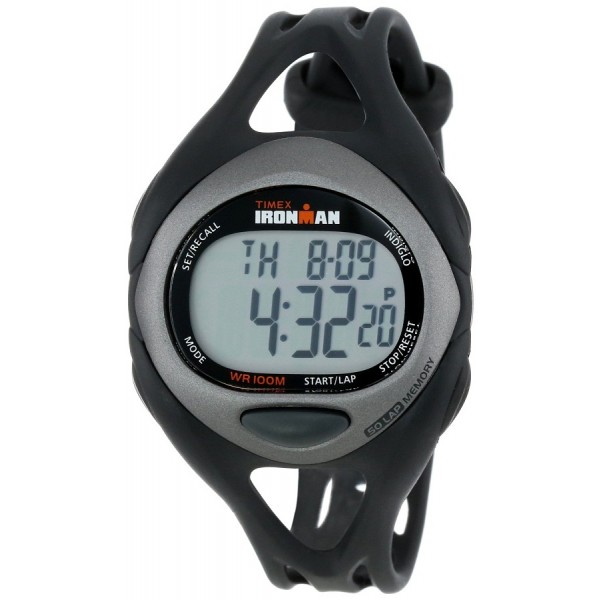 TIMEX
IRONMAN
SET/RECALL
INDIGLO
TH 8-09
4:32 P 20
MODE
STOP/RESET
WR 100M
START/LAP
50 LAP MEMORY